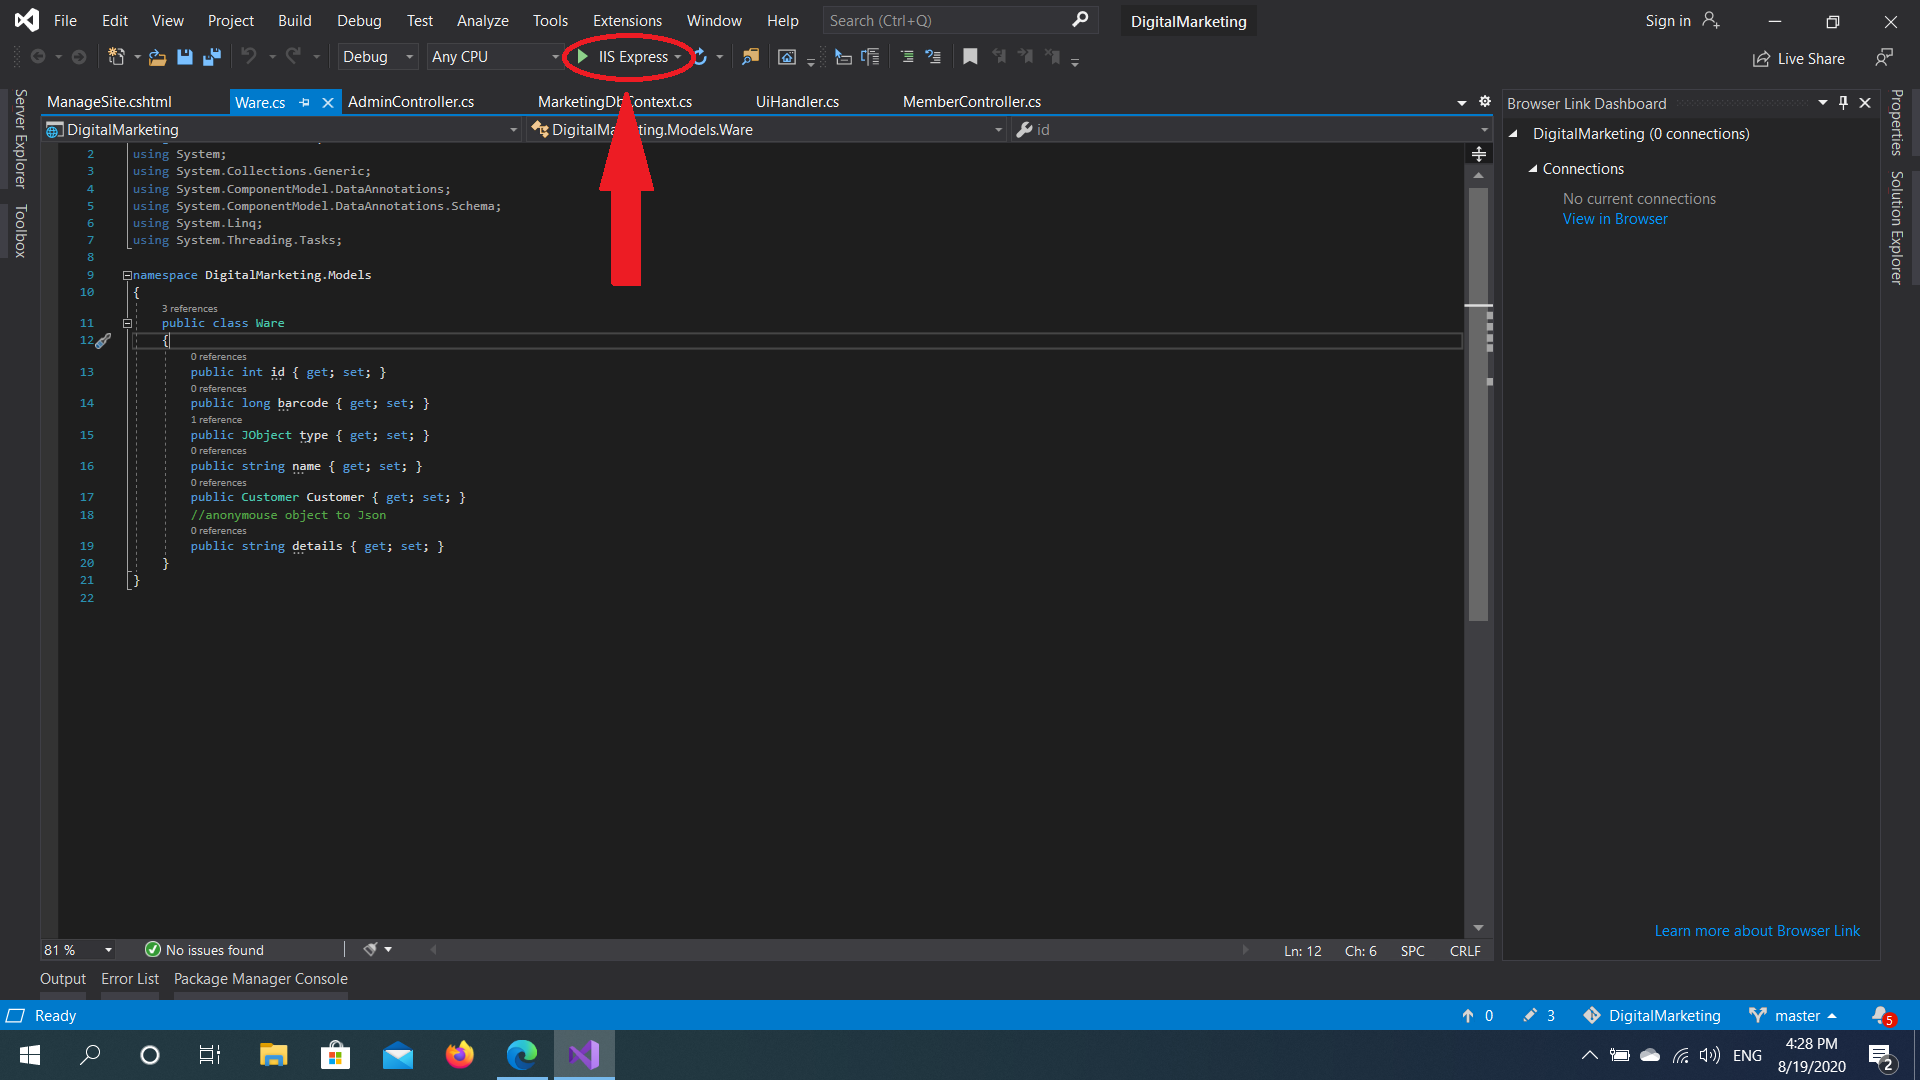 File Edit View Project Build Debug Test Analyze Tools Extensions Window Help Search (Ctrl+Q) DigitalMarketing Sign in
Debug Any CPU IIS Express Live Share
ManageSite.cshtml Ware.cs AdminController.cs MarketingDbContext.cs UiHandler.cs MemberController.cs
DigitalMarketing DigitalMarketing.Models.Ware id
2 using System;
3 using System.Collections.Generic;
4 using System.ComponentModel.DataAnnotations;
5 using System.ComponentModel.DataAnnotations.Schema;
6 using System.Linq;
7 using System.Threading.Tasks;
8
9 namespace DigitalMarketing.Models
10 {
3 references
11 public class Ware
12 {
0 references
13 public int id { get; set; }
0 references
14 public long barcode { get; set; }
1 reference
15 public JObject type { get; set; }
0 references
16 public string name { get; set; }
0 references
17 public Customer Customer { get; set; }
18 //anonymouse object to Json
0 references
19 public string details { get; set; }
20 }
21 }
22
81 % No issues found Ln: 12 Ch: 6 SPC CRLF
Server Explorer
Toolbox
Browser Link Dashboard
DigitalMarketing (0 connections)
Connections
No current connections
View in Browser
Learn more about Browser Link
Properties
Solution Explorer
Output Error List Package Manager Console
Ready 0 3 DigitalMarketing master 5
ENG 4:28 PM
8/19/2020 2